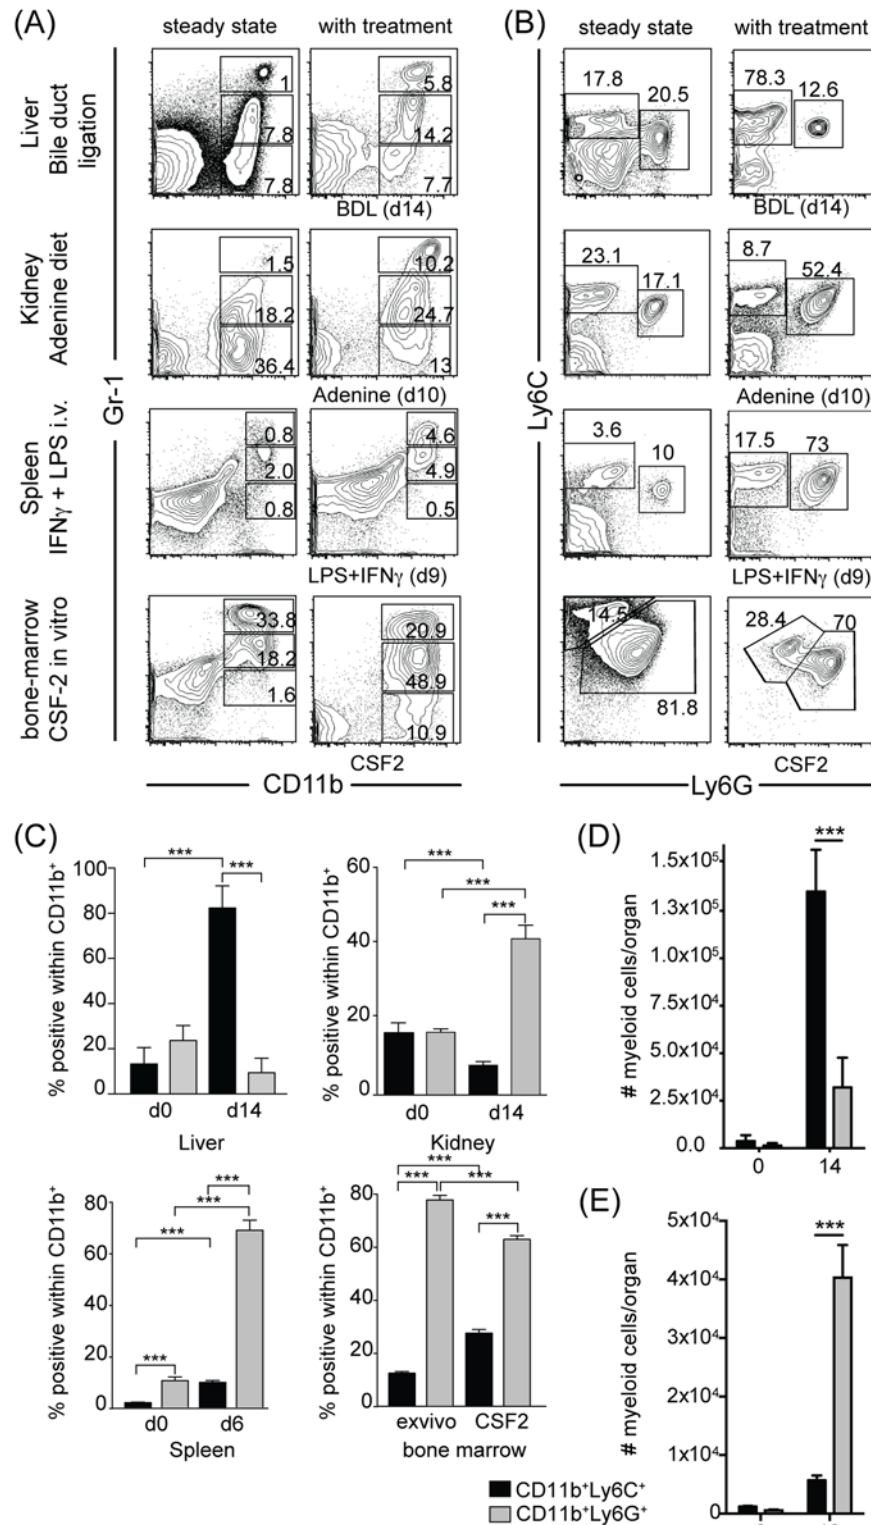 (A)
steady state
with treatment
(B)
steady state
with treatment
Liver
Bile duct
ligation
1
7.8
7.8
5.8
14.2
7.7
BDL (d14)
17.8
20.5
78.3
12.6
BDL (d14)
Kidney
Adenine diet
1.5
18.2
36.4
10.2
24.7
13
Adenine (d10)
23.1
17.1
8.7
52.4
Adenine (d10)
Gr-1
Ly6C
Spleen
IFNγ + LPS i.v.
0.8
2.0
0.8
4.6
4.9
0.5
LPS+IFNγ (d9)
3.6
10
17.5
73
LPS+IFNγ (d9)
bone-marrow
CSF-2 in vitro
33.8
18.2
1.6
20.9
48.9
10.9
CSF2
14.5
81.8
28.4
70
CSF2
CD11b
Ly6G
(C)
% positive within CD11b⁺
100
80
60
40
20
0
***
***
d0
d14
Liver
% positive within CD11b⁺
60
40
20
0
***
***
***
d0
d14
Kidney
% positive within CD11b⁺
80
60
40
20
0
***
***
***
***
d0
d6
Spleen
% positive within CD11b⁺
80
60
40
20
0
***
***
***
***
exvivo
CSF2
bone marrow
(D)
# myeloid cells/organ
1.5x10⁵
1.3x10⁵
1.0x10⁵
7.5x10⁴
5.0x10⁴
2.5x10⁴
0.0
***
0
14
(E)
# myeloid cells/organ
5x10⁴
4x10⁴
3x10⁴
2x10⁴
1x10⁴
0
***
CD11b⁺Ly6C⁺
CD11b⁺Ly6G⁺